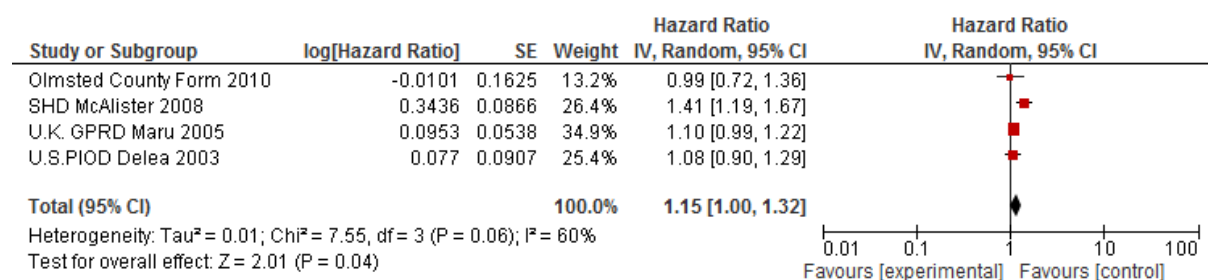 Hazard Ratio Hazard Ratio
Study or Subgroup log[Hazard Ratio] SE Weight IV, Random, 95% CI IV, Random, 95% CI
Olmsted County Form 2010 -0.0101 0.1625 13.2% 0.99 [0.72, 1.36]
SHD McAlister 2008 0.3436 0.0866 26.4% 1.41 [1.19, 1.67]
U.K. GPRD Maru 2005 0.0953 0.0538 34.9% 1.10 [0.99, 1.22]
U.S.PIOD Delea 2003 0.077 0.0907 25.4% 1.08 [0.90, 1.29]
Total (95% CI) 100.0% 1.15 [1.00, 1.32]
Heterogeneity: Tau² = 0.01; Chi² = 7.55, df = 3 (P = 0.06); I² = 60%
Test for overall effect: Z = 2.01 (P = 0.04)
0.01 0.1 1 10 100
Favours [experimental] Favours [control]